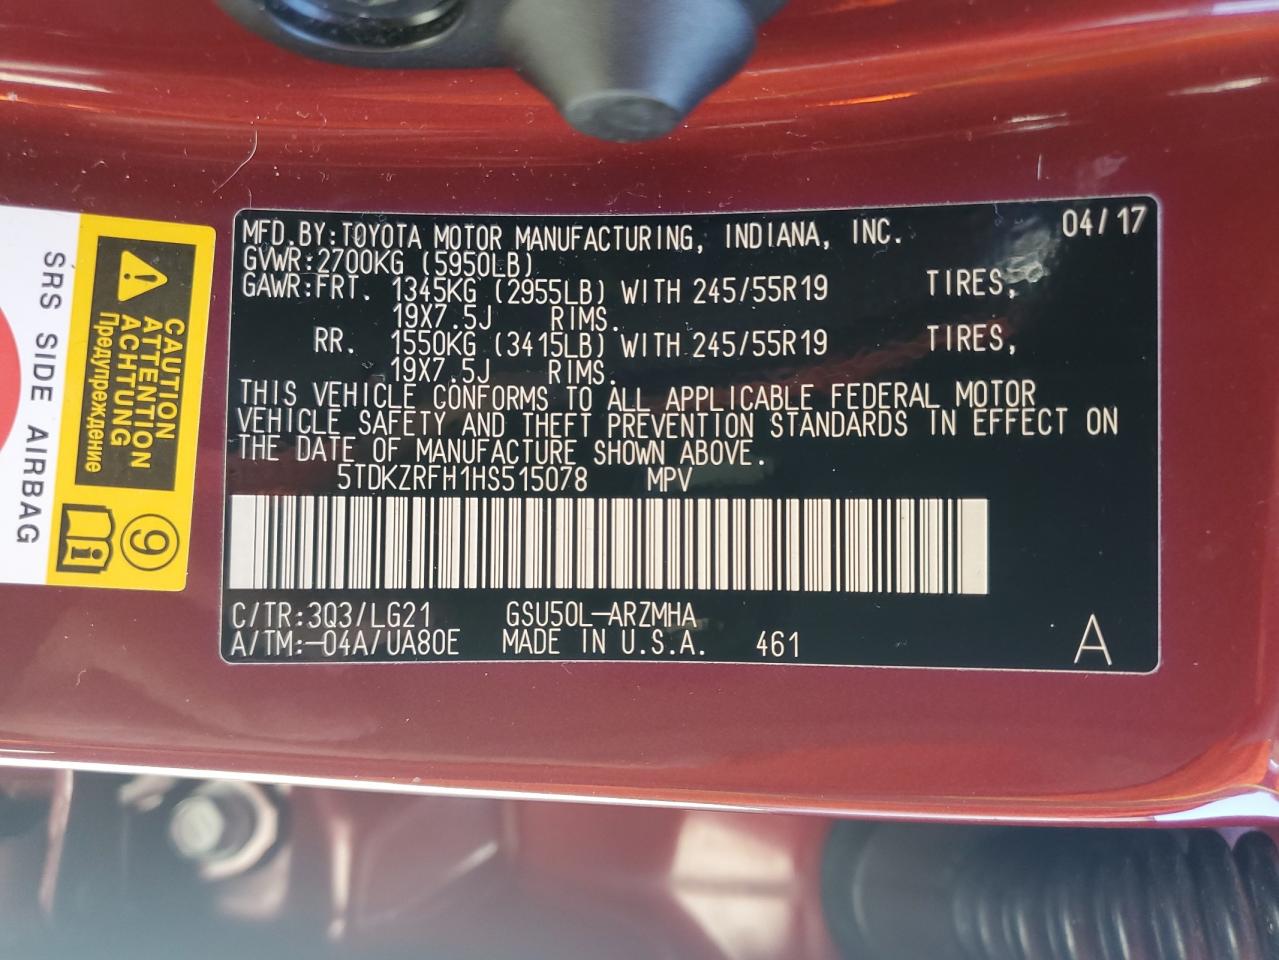 MFD.BY:TOYOTA MOTOR MANUFACTURING, INDIANA, INC. 04/17
GVWR:2700KG (5950LB)
GAWR:FRT. 1345KG (2955LB) WITH 245/55R19 TIRES,
19X7.5J RIMS.
RR. 1550KG (3415LB) WITH 245/55R19 TIRES,
19X7.5J RIMS.
THIS VEHICLE CONFORMS TO ALL APPLICABLE FEDERAL MOTOR
VEHICLE SAFETY AND THEFT PREVENTION STANDARDS IN EFFECT ON
THE DATE OF MANUFACTURE SHOWN ABOVE.
5TDKZRFH1HS515078 MPV
C/TR:3Q3/LG21 GSU50L-ARZMHA
A/TM:-04A/UA80E MADE IN U.S.A. 461 A
CAUTION
ATTENTION
ACHTUNG
Предупреждение
9
SRS SIDE AIRBAG